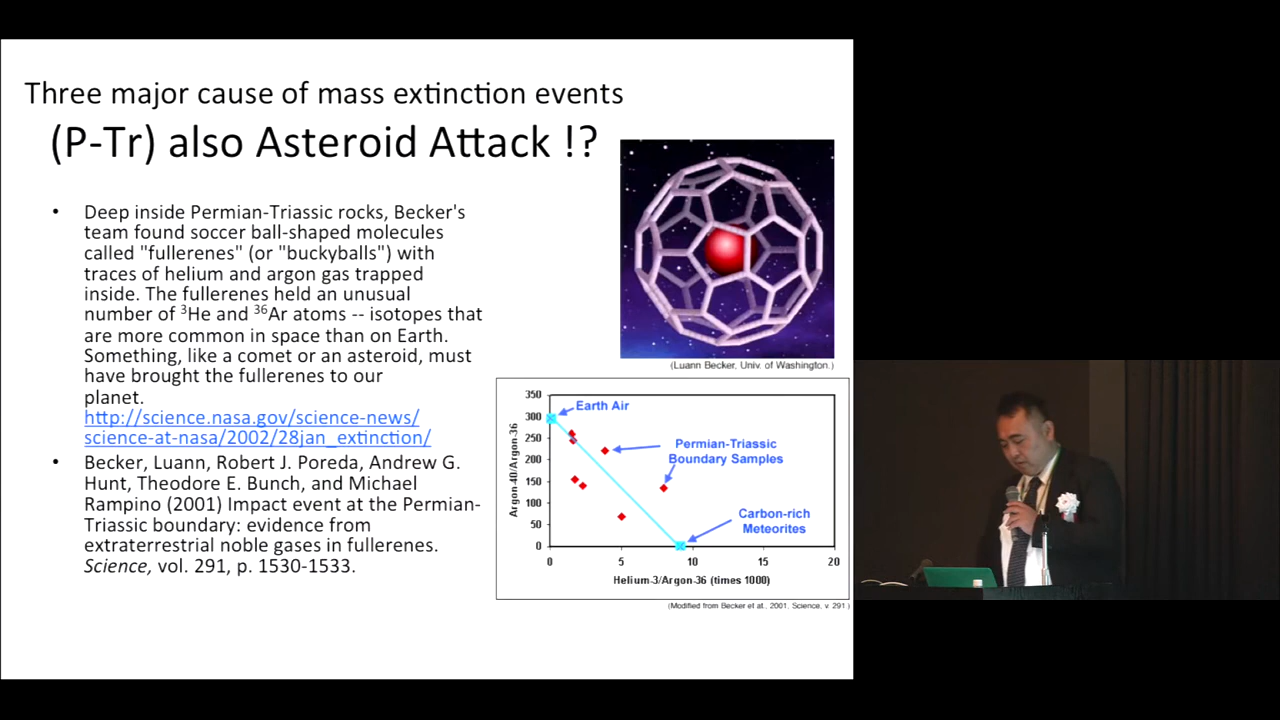 Three major cause of mass extinction events
(P-Tr) also Asteroid Attack !?
• Deep inside Permian-Triassic rocks, Becker's
team found soccer ball-shaped molecules
called "fullerenes" (or "buckyballs") with
traces of helium and argon gas trapped
inside. The fullerenes held an unusual
number of ³He and ³⁶Ar atoms -- isotopes that
are more common in space than on Earth.
Something, like a comet or an asteroid, must
have brought the fullerenes to our
planet.
http://science.nasa.gov/science-news/
science-at-nasa/2002/28jan_extinction/
• Becker, Luann, Robert J. Poreda, Andrew G.
Hunt, Theodore E. Bunch, and Michael
Rampino (2001) Impact event at the Permian-
Triassic boundary: evidence from
extraterrestrial noble gases in fullerenes.
Science, vol. 291, p. 1530-1533.
(Luann Becker, Univ. of Washington.)
350
300
250
200
150
100
50
0
Argon-40/Argon-36
Earth Air
Permian-Triassic
Boundary Samples
Carbon-rich
Meteorites
0 5 10 15 20
Helium-3/Argon-36 (times 1000)
(Modified from Becker et at., 2001, Science, v 291)